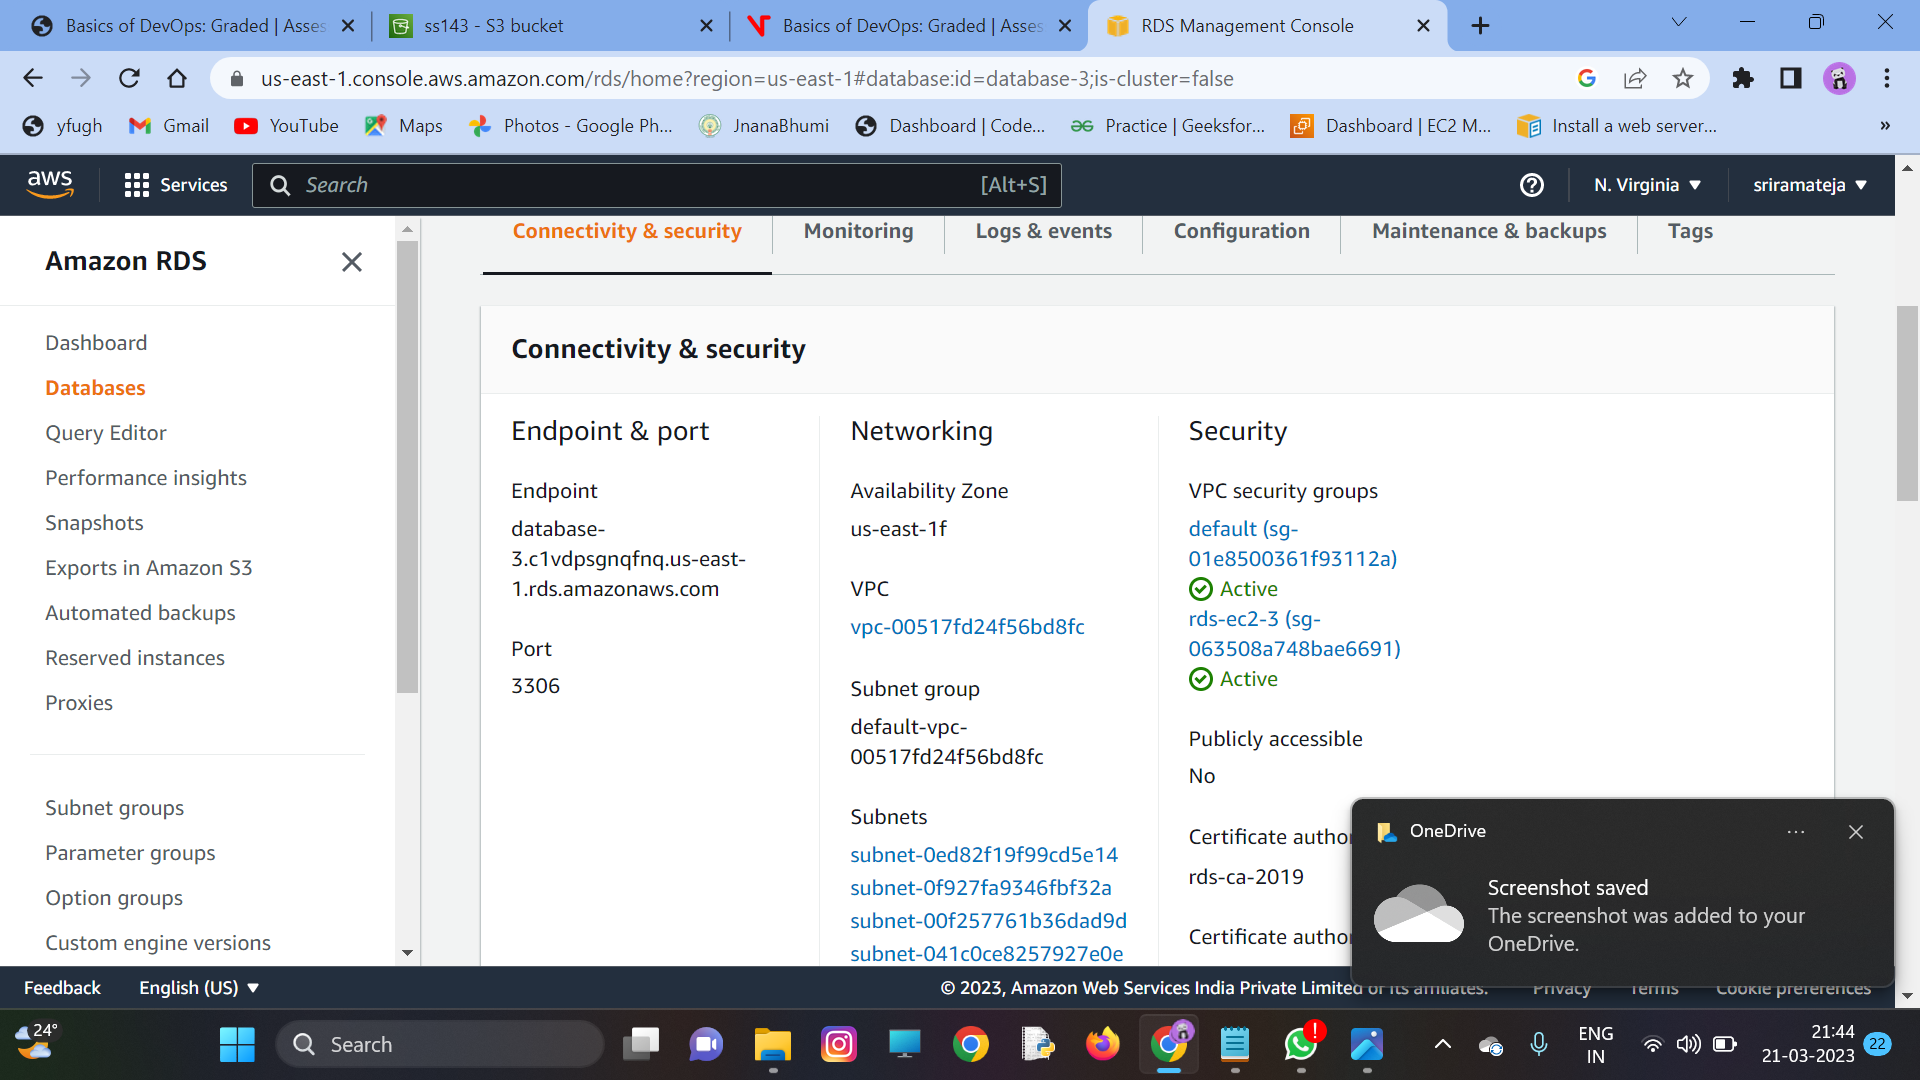 Basics of DevOps: Graded | Asses
ss143 - S3 bucket
Basics of DevOps: Graded | Asses
RDS Management Console
us-east-1.console.aws.amazon.com/rds/home?region=us-east-1#database:id=database-3;is-cluster=false
yfugh
Gmail
YouTube
Maps
Photos - Google Ph...
JnanaBhumi
Dashboard | Code...
Practice | Geeksfor...
Dashboard | EC2 M...
Install a web server...
»
aws
Services
Search
[Alt+S]
N. Virginia
sriramateja
Amazon RDS
Dashboard
Databases
Query Editor
Performance insights
Snapshots
Exports in Amazon S3
Automated backups
Reserved instances
Proxies
Subnet groups
Parameter groups
Option groups
Custom engine versions
Connectivity & security
Monitoring
Logs & events
Configuration
Maintenance & backups
Tags
Connectivity & security
Endpoint & port
Endpoint
database-
3.c1vdpsgnqfnq.us-east-
1.rds.amazonaws.com
Port
3306
Networking
Availability Zone
us-east-1f
VPC
vpc-00517fd24f56bd8fc
Subnet group
default-vpc-
00517fd24f56bd8fc
Subnets
subnet-0ed82f19f99cd5e14
subnet-0f927fa9346fbf32a
subnet-00f257761b36dad9d
subnet-041c0ce8257927e0e
Security
VPC security groups
default (sg-
01e8500361f93112a)
Active
rds-ec2-3 (sg-
063508a748bae6691)
Active
Publicly accessible
No
Certificate author
rds-ca-2019
Certificate author
OneDrive
Screenshot saved
The screenshot was added to your
OneDrive.
Feedback
English (US)
© 2023, Amazon Web Services India Private Limited or its affiliates.
Privacy
Terms
Cookie preferences
24°
Search
ENG
IN
21:44
21-03-2023
22